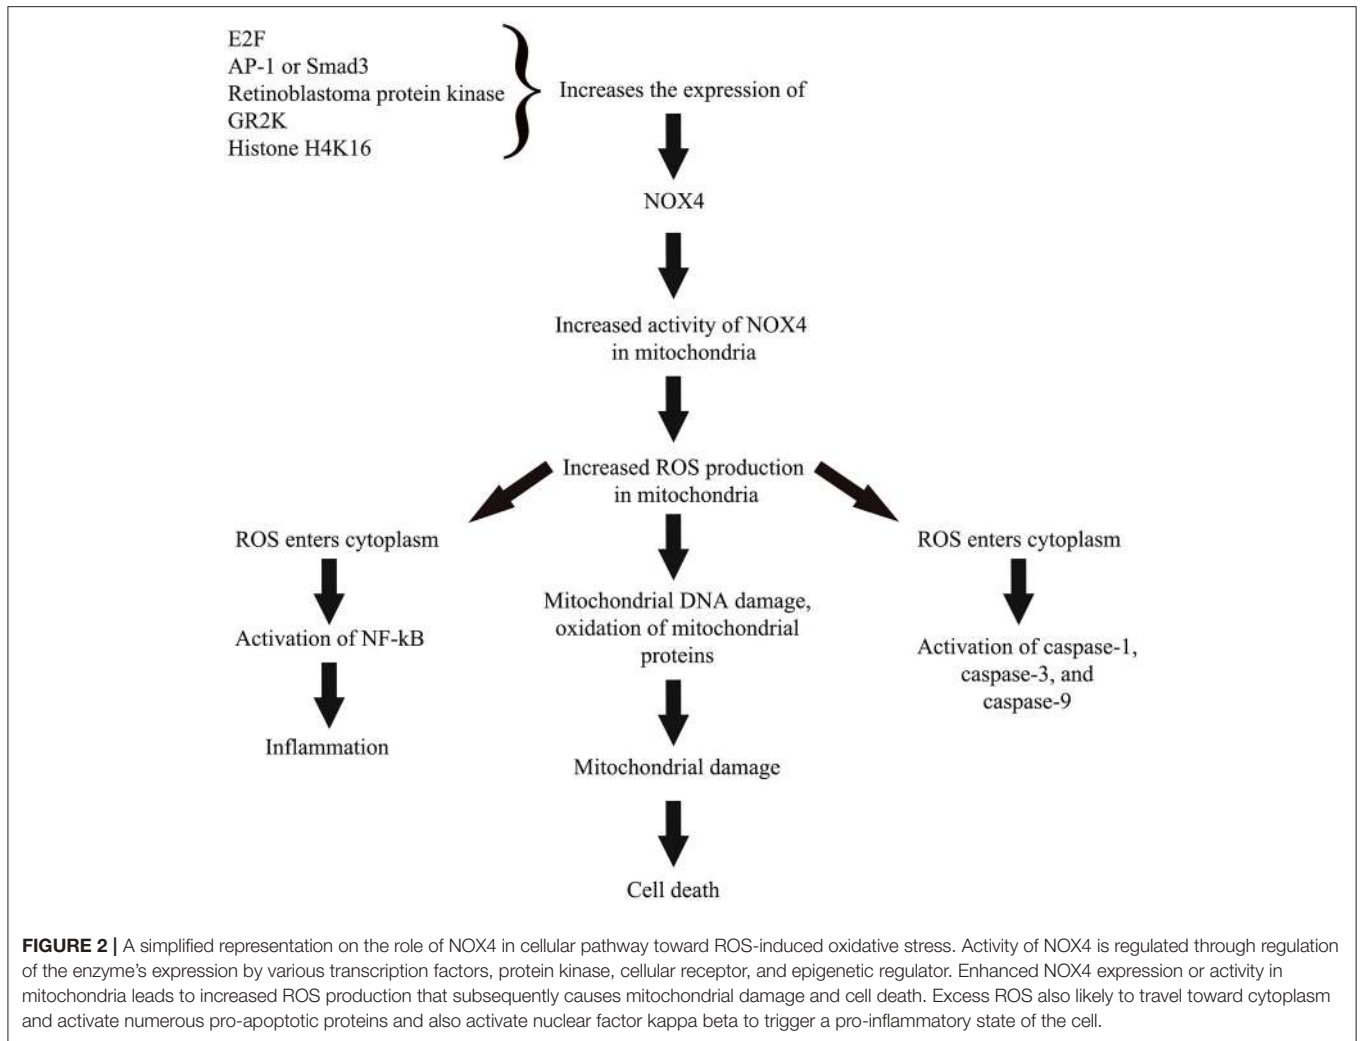 E2F
AP-1 or Smad3
Retinoblastoma protein kinase
GR2K
Histone H4K16
Increases the expression of
NOX4
Increased activity of NOX4
in mitochondria
Increased ROS production
in mitochondria
ROS enters cytoplasm
Activation of NF-kB
Inflammation
Mitochondrial DNA damage,
oxidation of mitochondrial
proteins
Mitochondrial damage
Cell death
ROS enters cytoplasm
Activation of caspase-1,
caspase-3, and
caspase-9
FIGURE 2 | A simplified representation on the role of NOX4 in cellular pathway toward ROS-induced oxidative stress. Activity of NOX4 is regulated through regulation
of the enzyme's expression by various transcription factors, protein kinase, cellular receptor, and epigenetic regulator. Enhanced NOX4 expression or activity in
mitochondria leads to increased ROS production that subsequently causes mitochondrial damage and cell death. Excess ROS also likely to travel toward cytoplasm
and activate numerous pro-apoptotic proteins and also activate nuclear factor kappa beta to trigger a pro-inflammatory state of the cell.